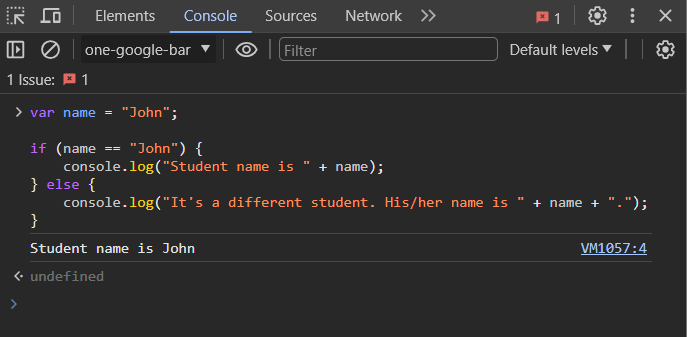 Elements Console Sources Network 1
one-google-bar Filter Default levels
1 Issue: 1
var name = "John";
if (name == "John") {
    console.log("Student name is " + name);
} else {
    console.log("It's a different student. His/her name is " + name + ".");
}
Student name is John VM1057:4
undefined